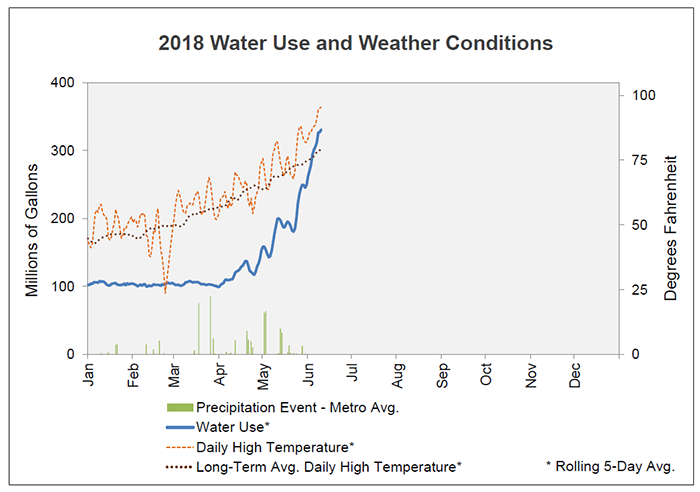 2018 Water Use and Weather Conditions
Millions of Gallons
400
300
200
100
0
100
75
50
25
0
Degrees Fahrenheit
Jan Feb Mar Apr May Jun Jul Aug Sep Oct Nov Dec
Precipitation Event - Metro Avg.
Water Use*
Daily High Temperature*
Long-Term Avg. Daily High Temperature* * Rolling 5-Day Avg.